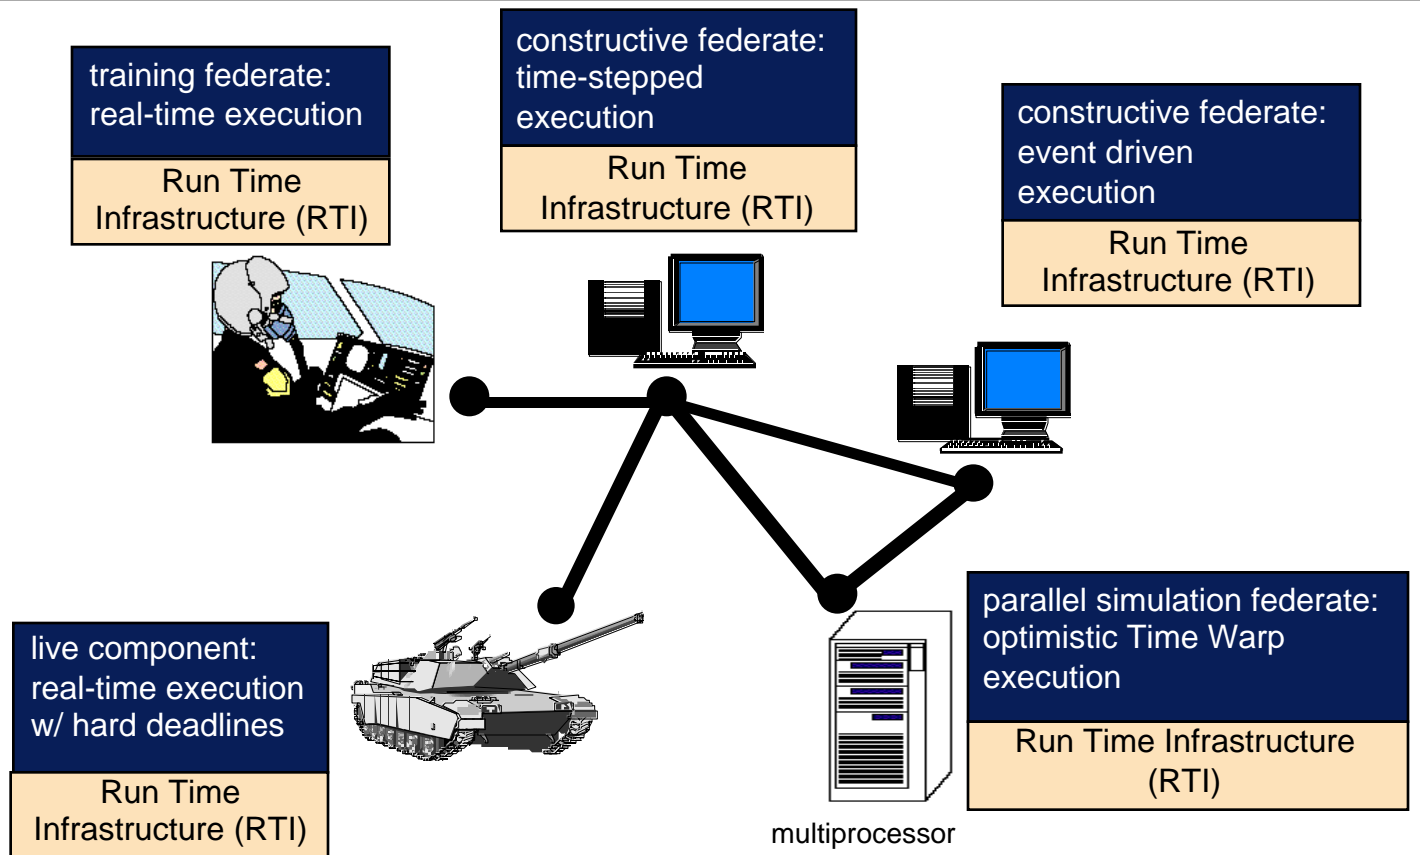 training federate:
real-time execution
Run Time
Infrastructure (RTI)
constructive federate:
time-stepped
execution
Run Time
Infrastructure (RTI)
constructive federate:
event driven
execution
Run Time
Infrastructure (RTI)
live component:
real-time execution
w/ hard deadlines
Run Time
Infrastructure (RTI)
multiprocessor
parallel simulation federate:
optimistic Time Warp
execution
Run Time Infrastructure
(RTI)